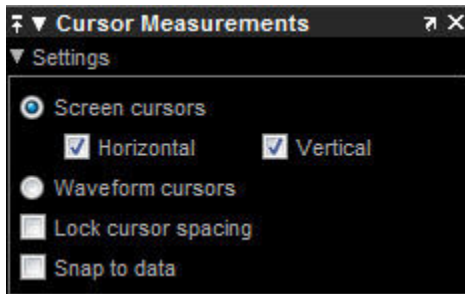 Cursor Measurements
Settings
Screen cursors
Horizontal Vertical
Waveform cursors
Lock cursor spacing
Snap to data